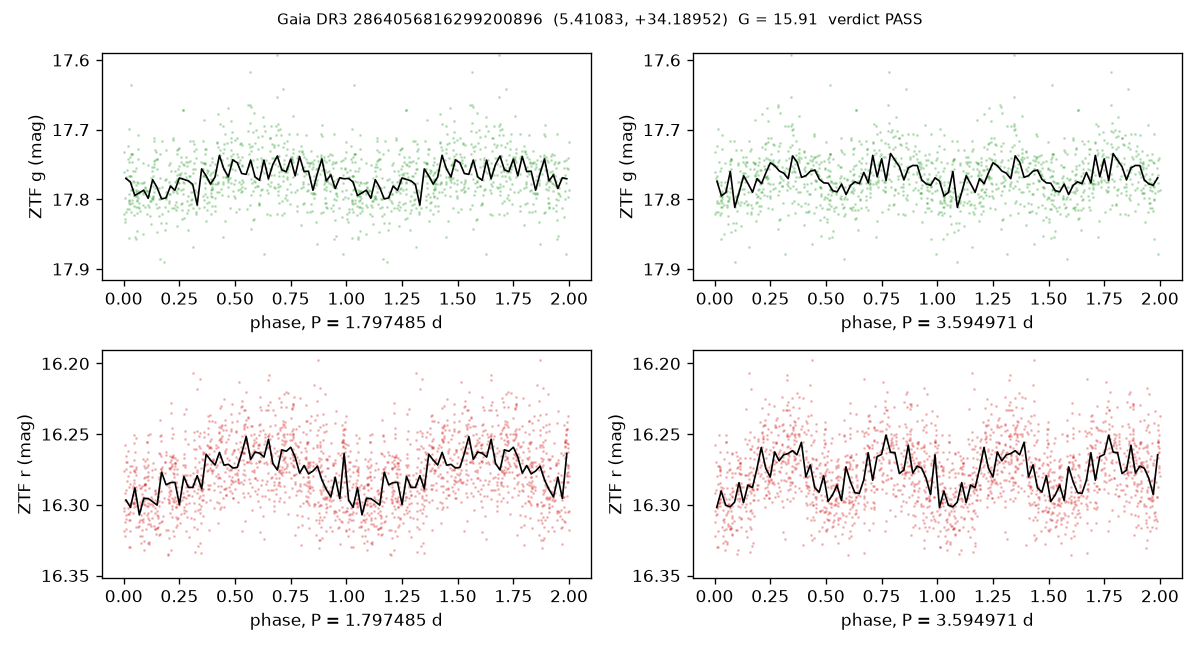 Gaia DR3 2864056816299200896 (5.41083, +34.18952) G = 15.91 verdict PASS
ZTF g (mag)
17.6
17.7
17.8
17.9
0.00 0.25 0.50 0.75 1.00 1.25 1.50 1.75 2.00
phase, P = 1.797485 d
ZTF g (mag)
17.6
17.7
17.8
17.9
0.00 0.25 0.50 0.75 1.00 1.25 1.50 1.75 2.00
phase, P = 3.594971 d
ZTF r (mag)
16.20
16.25
16.30
16.35
0.00 0.25 0.50 0.75 1.00 1.25 1.50 1.75 2.00
phase, P = 1.797485 d
ZTF r (mag)
16.20
16.25
16.30
16.35
0.00 0.25 0.50 0.75 1.00 1.25 1.50 1.75 2.00
phase, P = 3.594971 d